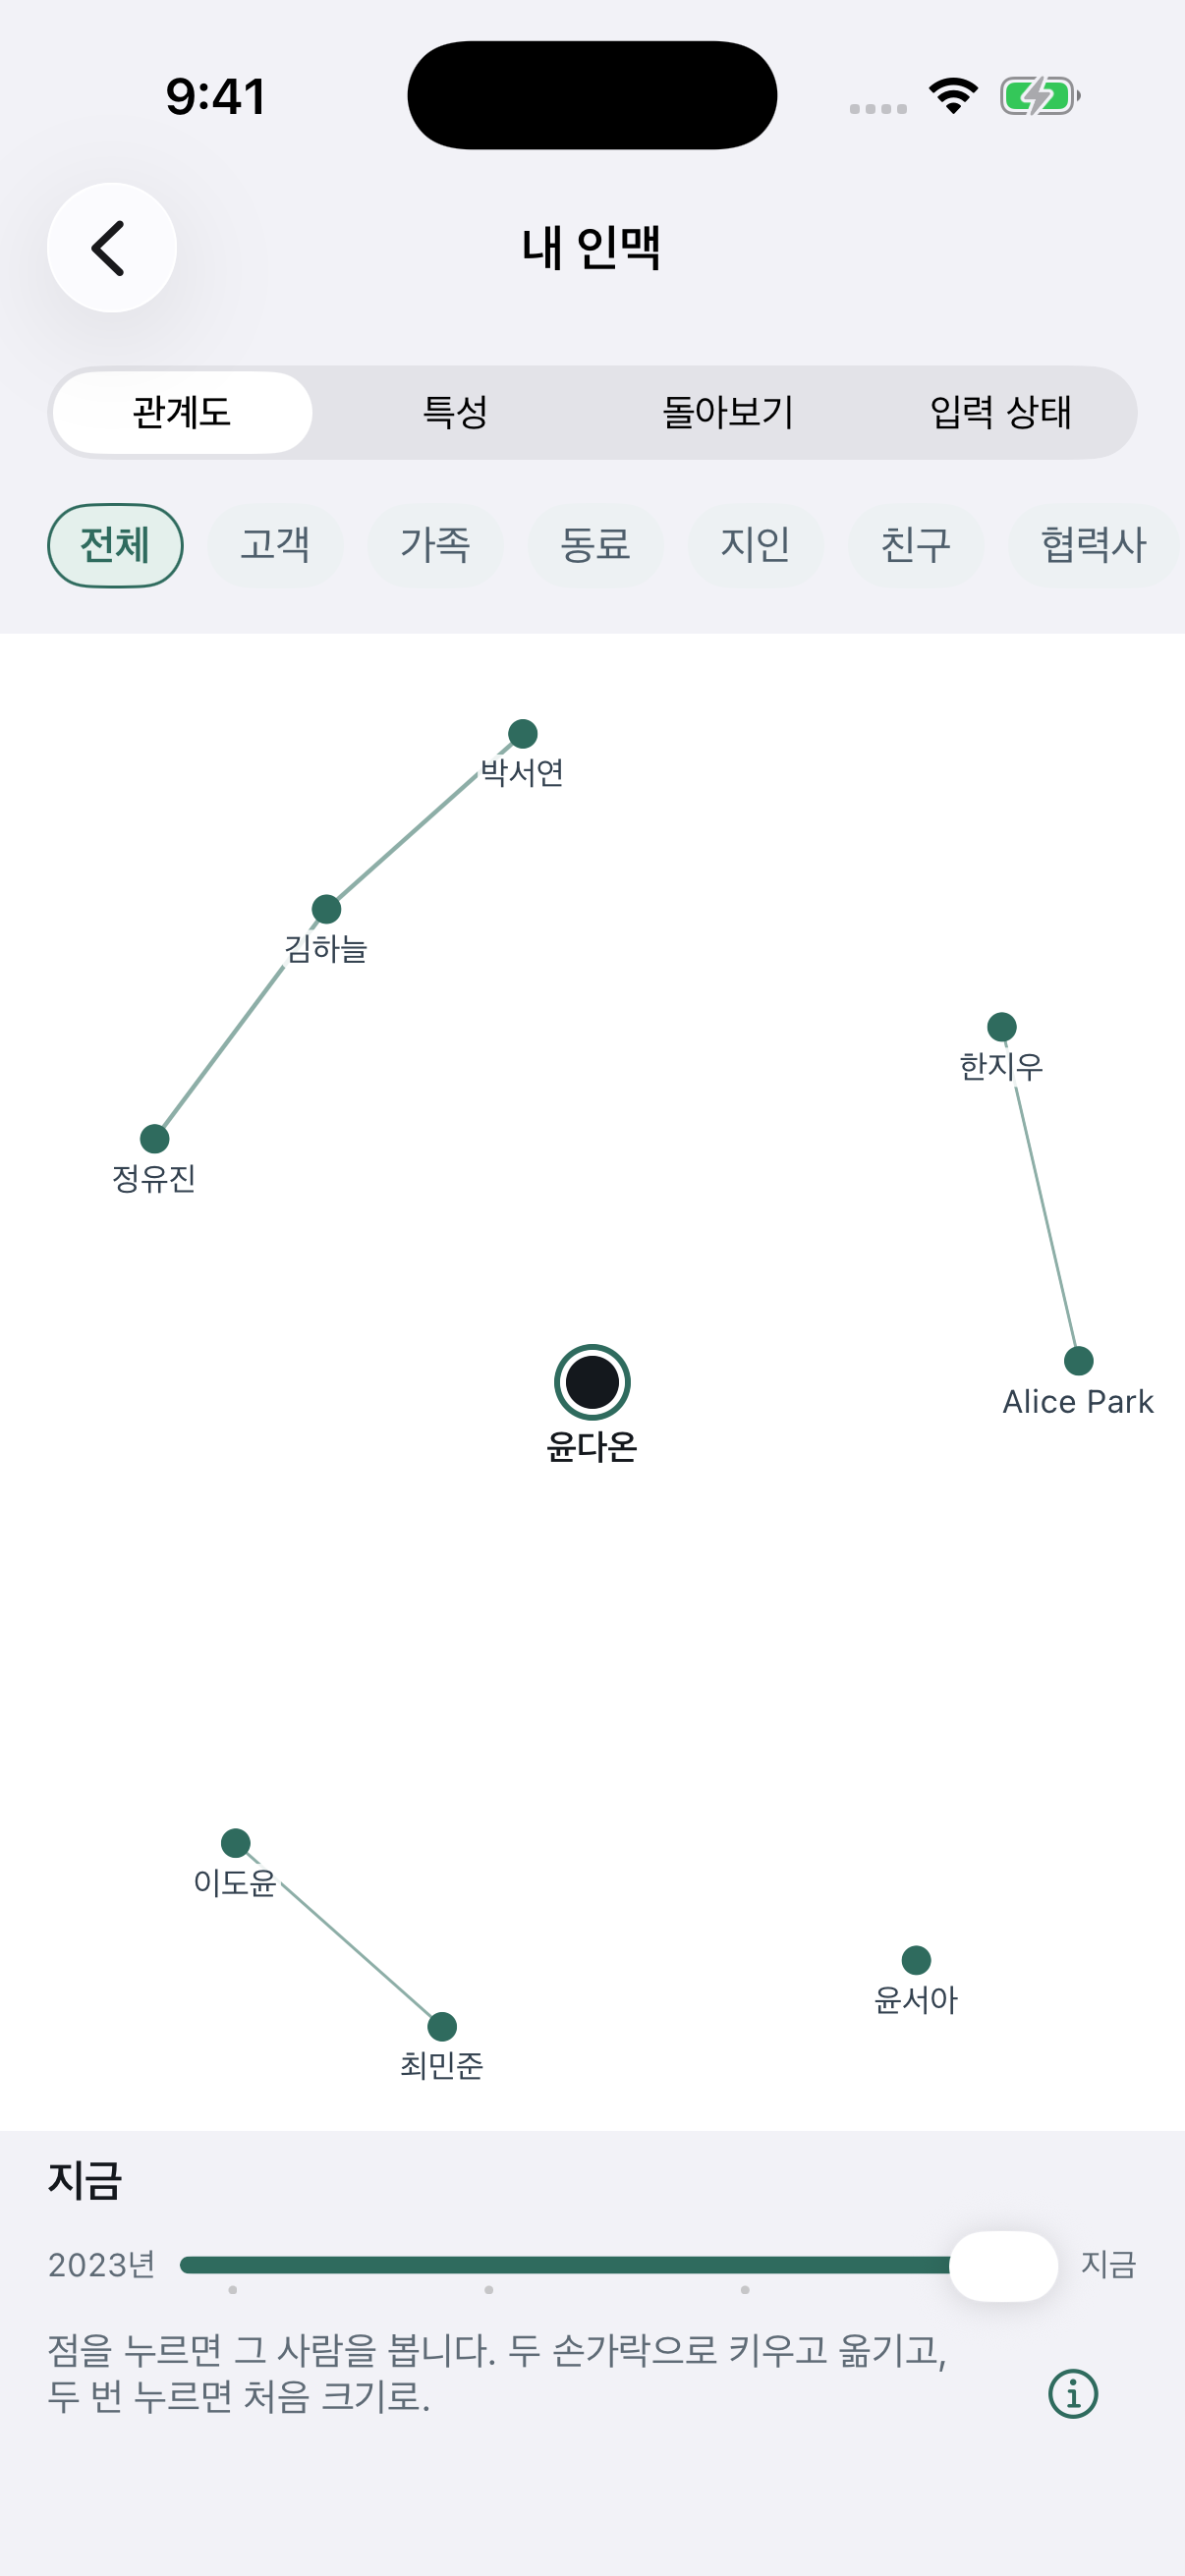 9:41
내 인맥
관계도 특성 돌아보기 입력 상태
전체 고객 가족 동료 지인 친구 협력사
박서연
김하늘
한지우
정유진
Alice Park
윤다온
이도윤
윤서아
최민준
지금
2023년 지금
점을 누르면 그 사람을 봅니다. 두 손가락으로 키우고 옮기고,
두 번 누르면 처음 크기로.